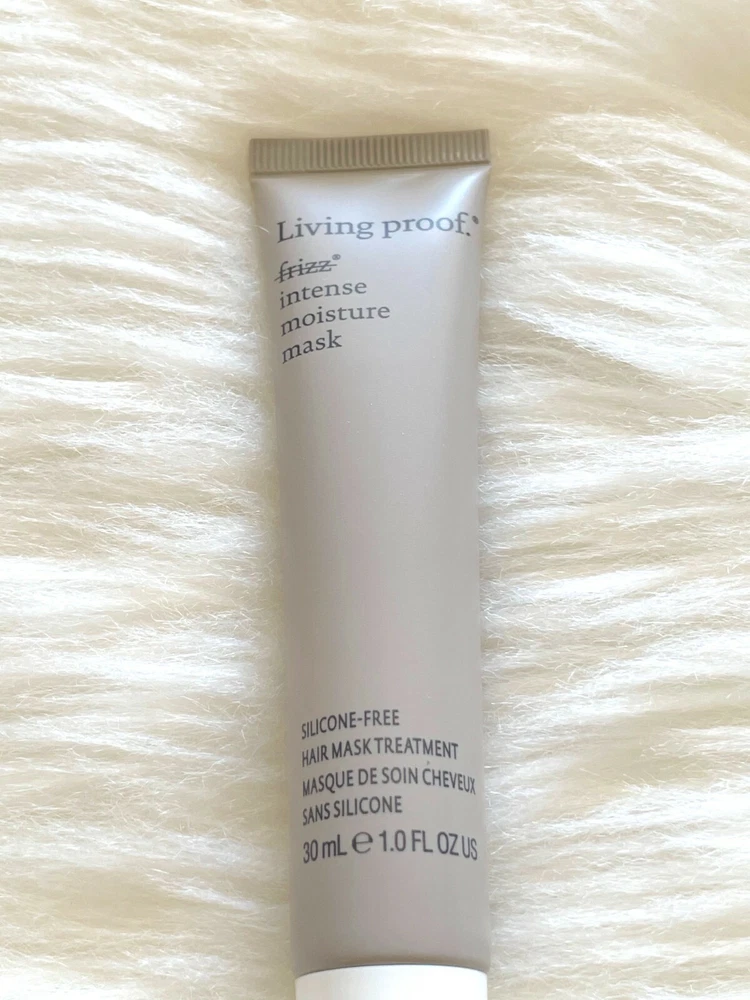 Living proof.®
frizz®
intense
moisture
mask
SILICONE-FREE
HAIR MASK TREATMENT
MASQUE DE SOIN CHEVEUX
SANS SILICONE
30 mL ℮ 1.0 FL OZ US